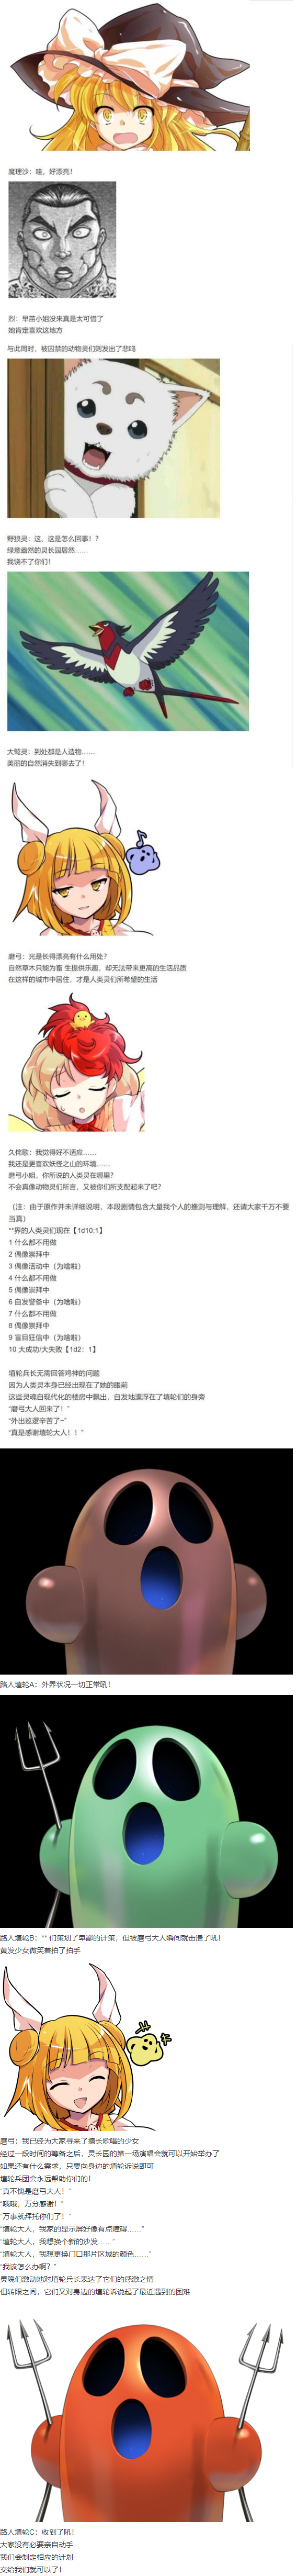 魔理沙：哇，好漂亮！
烈：早苗小姐没来真是太可惜了
她肯定喜欢这地方
与此同时，被囚禁的动物灵们则发出了悲鸣
野狼灵：这，这是怎么回事！？
绿意盎然的灵长园居然……
我饶不了你们！
大鹫灵：到处都是人造物……
美丽的自然消失到哪去了！
磨弓：光是长得漂亮有什么用处？
自然草木只能为畜 生提供乐趣，却无法带来更高的生活品质
在这样的城市中居住，才是人类灵们所希望的生活
久侘歌：我觉得好不适应……
我还是更喜欢妖怪之山的环境……
磨弓小姐，你所说的人类灵在哪里？
不会真像动物灵们所言，又被你们所支配起来了吧？
（注：由于原作并未详细说明，本段剧情包含大量我个人的推测与理解，还请大家千万不要
当真）
**界的人类灵们现在【1d10:1】
1 什么都不用做
2 偶像崇拜中
3 偶像活动中（为啥啦）
4 什么都不用做
5 偶像崇拜中
6 自发警备中（为啥啦）
7 什么都不用做
8 偶像崇拜中
9 盲目狂信中（为啥啦）
10 大成功/大失败【1d2：1】
埴轮兵长无需回答鸡神的问题
因为人类灵本身已经出现在了她的眼前
这些灵魂自现代化的楼房中飘出，自发地漂浮在了埴轮们的身旁
“磨弓大人回来了！”
“外出巡逻辛苦了~”
“真是感谢埴轮大人！！”
路人埴轮A：外界状况一切正常吼！
路人埴轮B：** 们策划了卑鄙的计策，但被磨弓大人瞬间就击溃了吼！
黄发少女微笑着拍了拍手
磨弓：我已经为大家寻来了擅长歌唱的少女
经过一段时间的筹备之后，灵长园的第一场演唱会就可以开始举办了
如果还有什么需求，只要向身边的埴轮诉说即可
埴轮兵团会永远帮助你们的！
“真不愧是磨弓大人！”
“哦哦，万分感谢！”
“万事就拜托你们了！”
“埴轮大人，我家的显示屏好像有点障碍……”
“埴轮大人，我想换个新的沙发……”
“埴轮大人，我想更换门口那片区域的颜色……”
“我该怎么办啊？”
灵魂们激动地对埴轮兵长表达了它们的感激之情
但转眼之间，它们又对身边的埴轮诉说起了最近遇到的困难
路人埴轮C：收到了吼！
大家没有必要亲自动手
我们会制定相应的计划
交给我们就可以了！